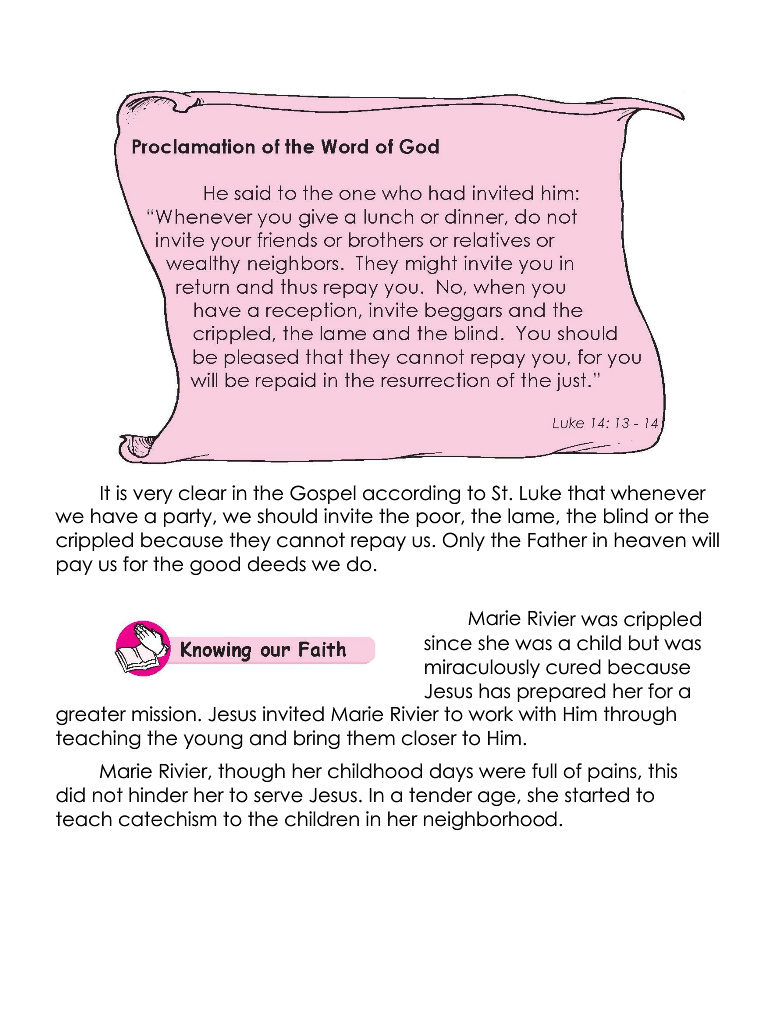 Proclamation of the Word of God
He said to the one who had invited him:
“Whenever you give a lunch or dinner, do not
invite your friends or brothers or relatives or
wealthy neighbors. They might invite you in
return and thus repay you. No, when you
have a reception, invite beggars and the
crippled, the lame and the blind. You should
be pleased that they cannot repay you, for you
will be repaid in the resurrection of the just.”
Luke 14: 13 - 14
It is very clear in the Gospel according to St. Luke that whenever
we have a party, we should invite the poor, the lame, the blind or the
crippled because they cannot repay us. Only the Father in heaven will
pay us for the good deeds we do.
Knowing our Faith
Marie Rivier was crippled
since she was a child but was
miraculously cured because
Jesus has prepared her for a
greater mission. Jesus invited Marie Rivier to work with Him through
teaching the young and bring them closer to Him.
Marie Rivier, though her childhood days were full of pains, this
did not hinder her to serve Jesus. In a tender age, she started to
teach catechism to the children in her neighborhood.